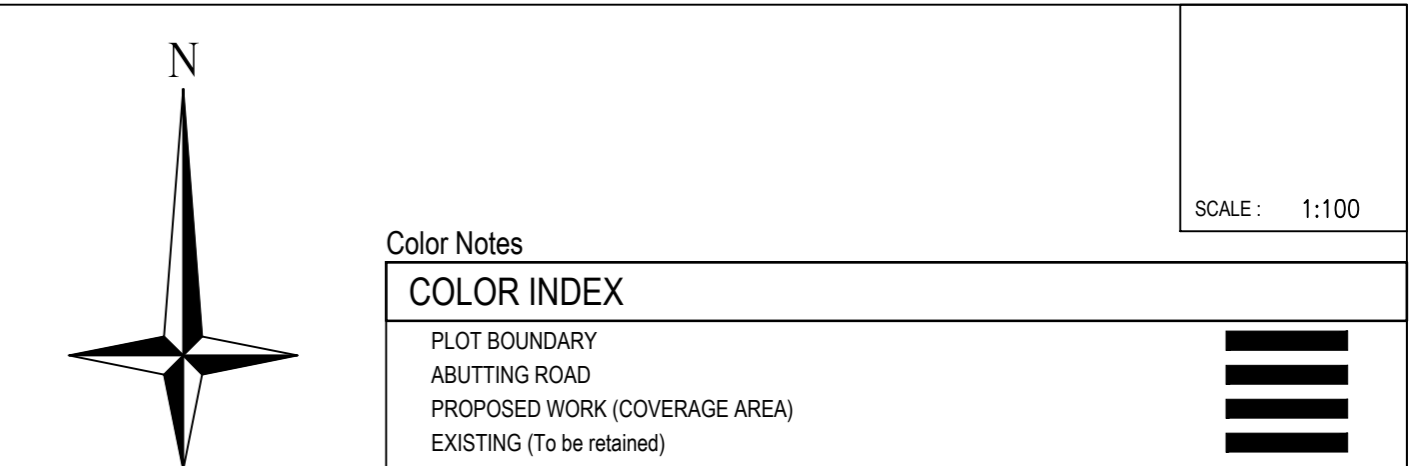 N
SCALE : 1:100
Color Notes
COLOR INDEX
PLOT BOUNDARY
ABUTTING ROAD
PROPOSED WORK (COVERAGE AREA)
EXISTING (To be retained)